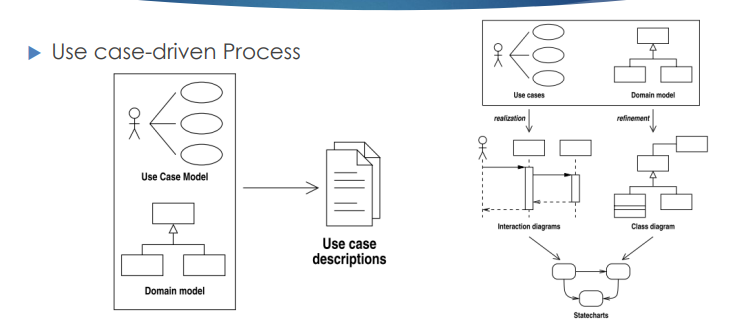 Use case-driven Process
Use Case Model
Domain model
Use case
descriptions
Use cases
Domain model
realization
refinement
Interaction diagrams
Class diagram
Statecharts